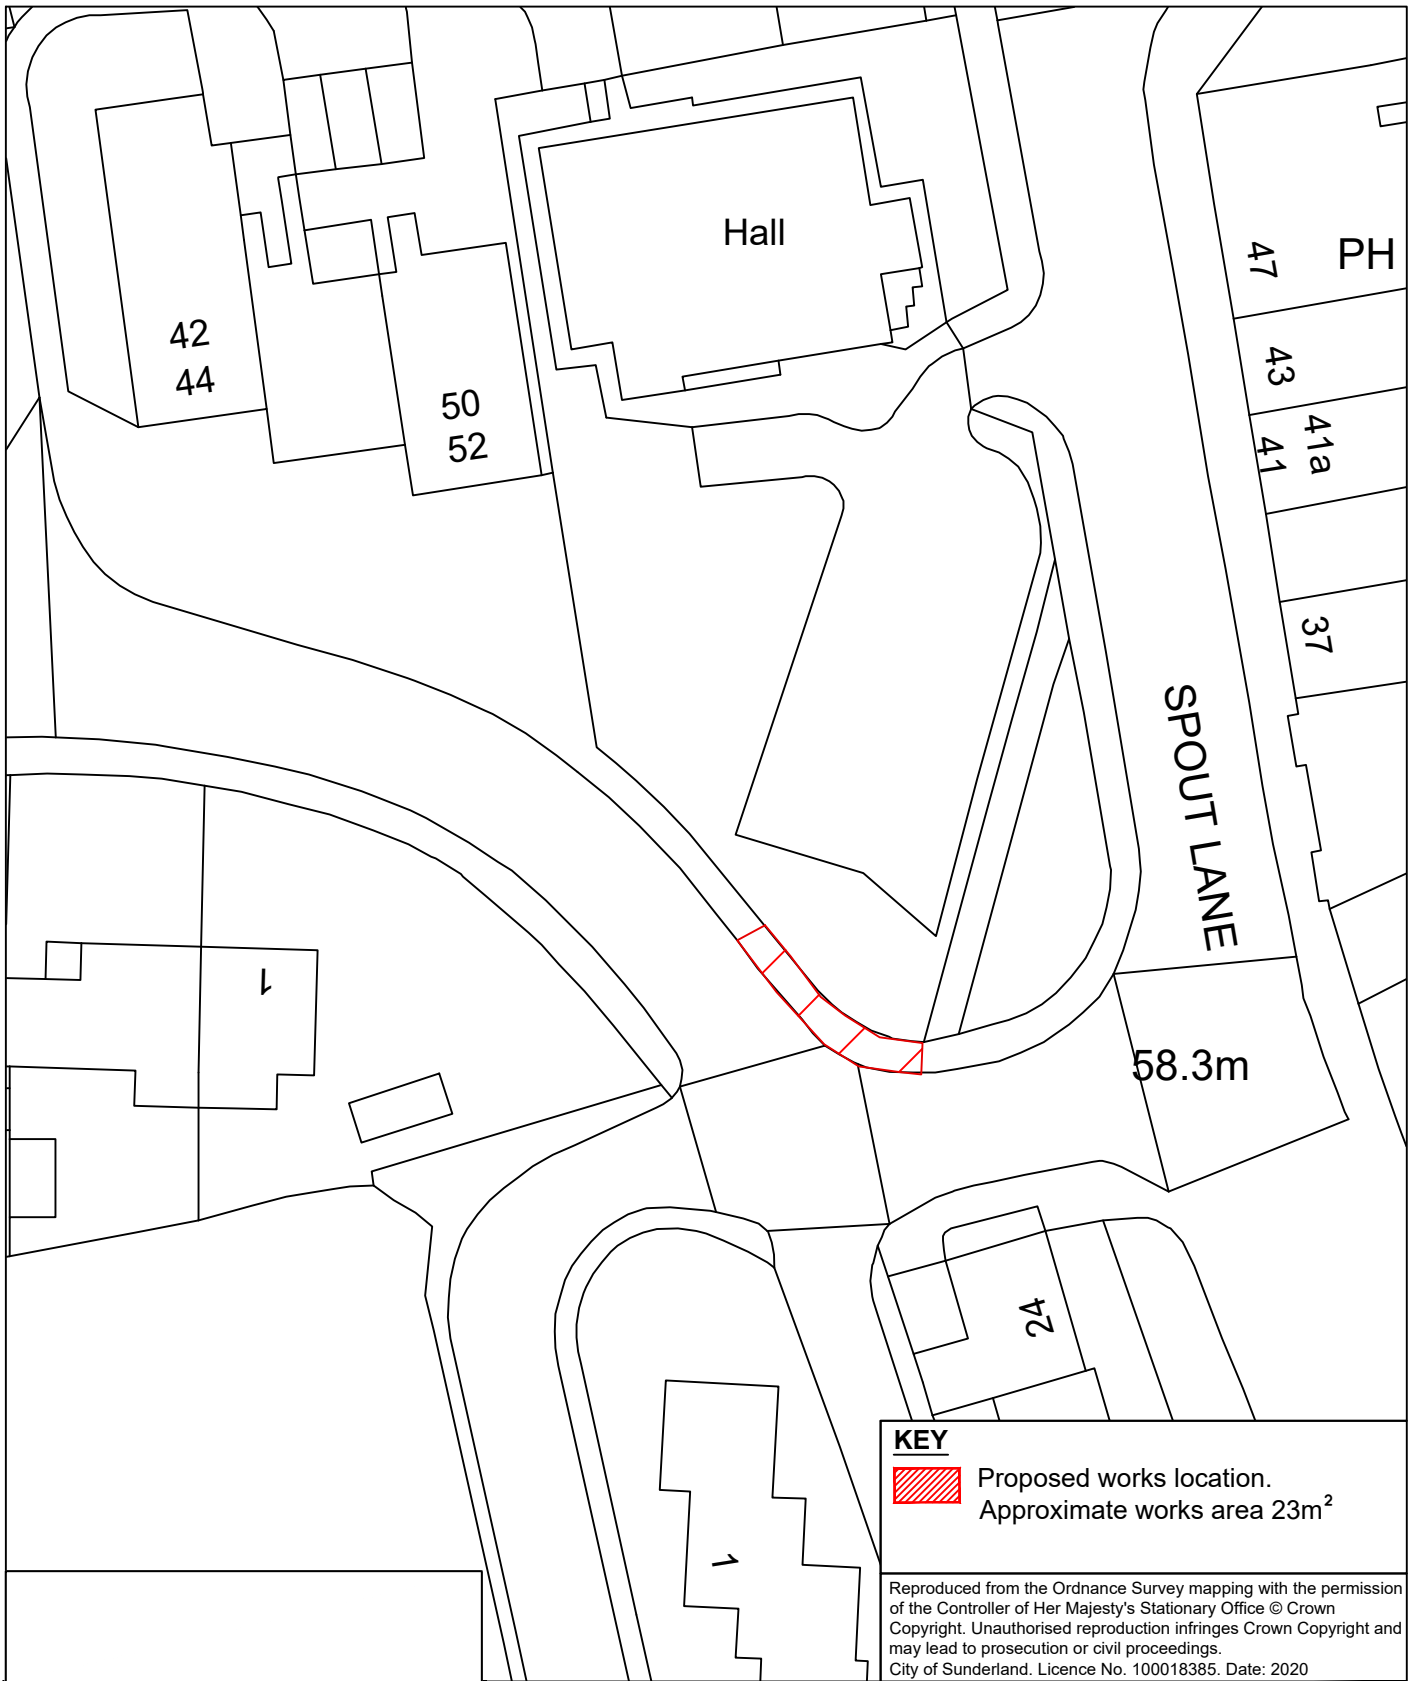 Hall
47
PH
42
44
43
50
52
41
41a
37
SPOUT LANE
1
58.3m
24
1
KEY
Proposed works location.
Approximate works area 23m²
Reproduced from the Ordnance Survey mapping with the permission
of the Controller of Her Majesty's Stationary Office © Crown
Copyright. Unauthorised reproduction infringes Crown Copyright and
may lead to prosecution or civil proceedings.
City of Sunderland. Licence No. 100018385. Date: 2020